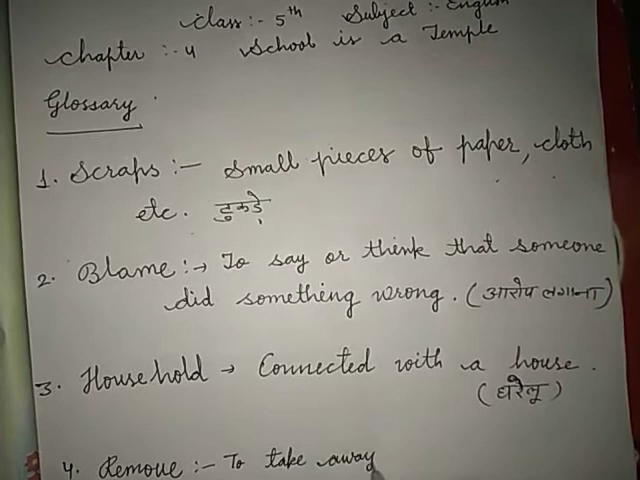 Class :- 5th Subject :- English
Chapter :- 4 School is a Temple
Glossary
1. Scraps :- Small pieces of paper, cloth
etc. टुकड़े
2. Blame :→ To say or think that someone
did something wrong. (आरोप लगाना)
3. Household → Connected with a house.
(घरेलू)
4. Remove :- To take away